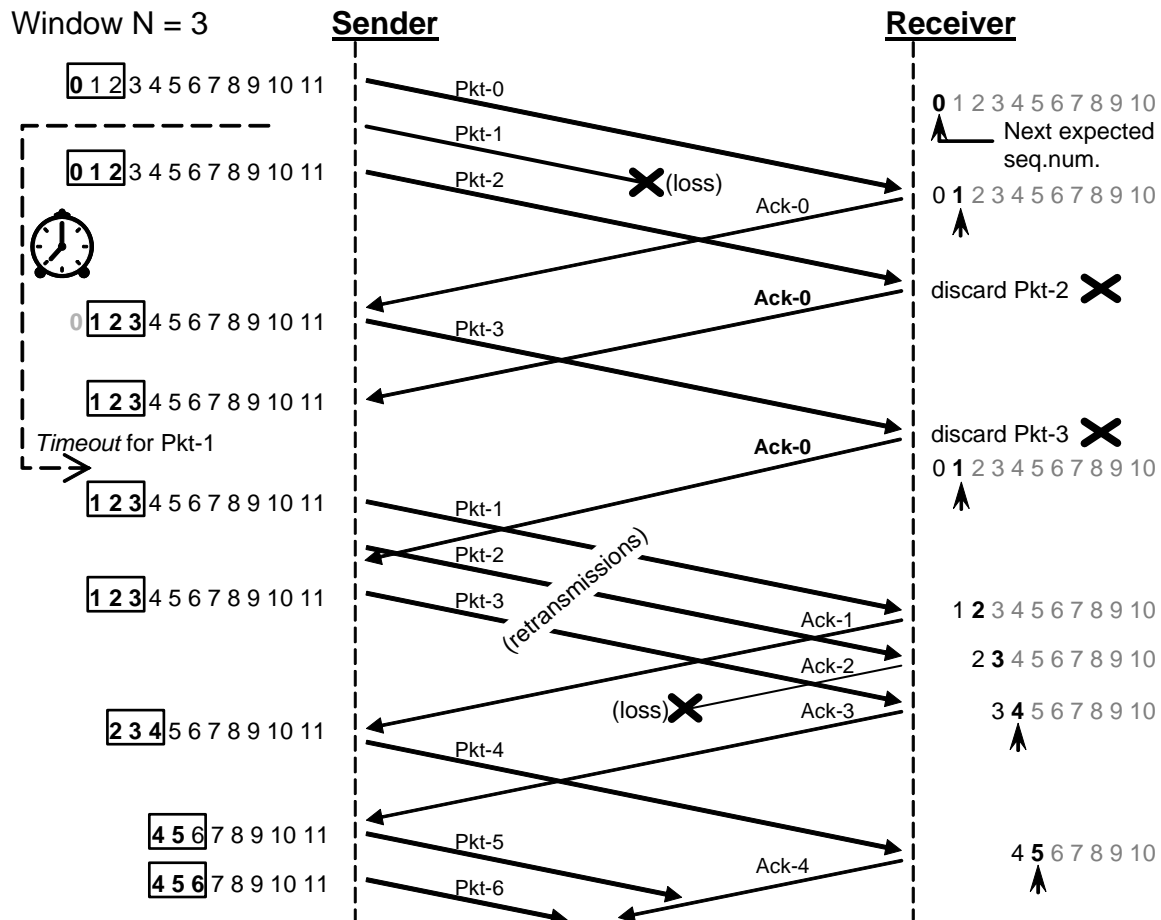 Window N = 3
Sender
Receiver
0 1 2 3 4 5 6 7 8 9 10 11
Pkt-0
0 1 2 3 4 5 6 7 8 9 10
Pkt-1
Next expected
seq.num.
0 1 2 3 4 5 6 7 8 9 10 11
Pkt-2
(loss)
Ack-0
0 1 2 3 4 5 6 7 8 9 10
Ack-0
discard Pkt-2
0 1 2 3 4 5 6 7 8 9 10 11
Pkt-3
1 2 3 4 5 6 7 8 9 10 11
Timeout for Pkt-1
Ack-0
discard Pkt-3
0 1 2 3 4 5 6 7 8 9 10
1 2 3 4 5 6 7 8 9 10 11
Pkt-1
Pkt-2
(retransmissions)
1 2 3 4 5 6 7 8 9 10 11
Pkt-3
Ack-1
1 2 3 4 5 6 7 8 9 10
Ack-2
2 3 4 5 6 7 8 9 10
(loss)
Ack-3
3 4 5 6 7 8 9 10
2 3 4 5 6 7 8 9 10 11
Pkt-4
4 5 6 7 8 9 10 11
Pkt-5
4 5 6 7 8 9 10
Ack-4
4 5 6 7 8 9 10 11
Pkt-6